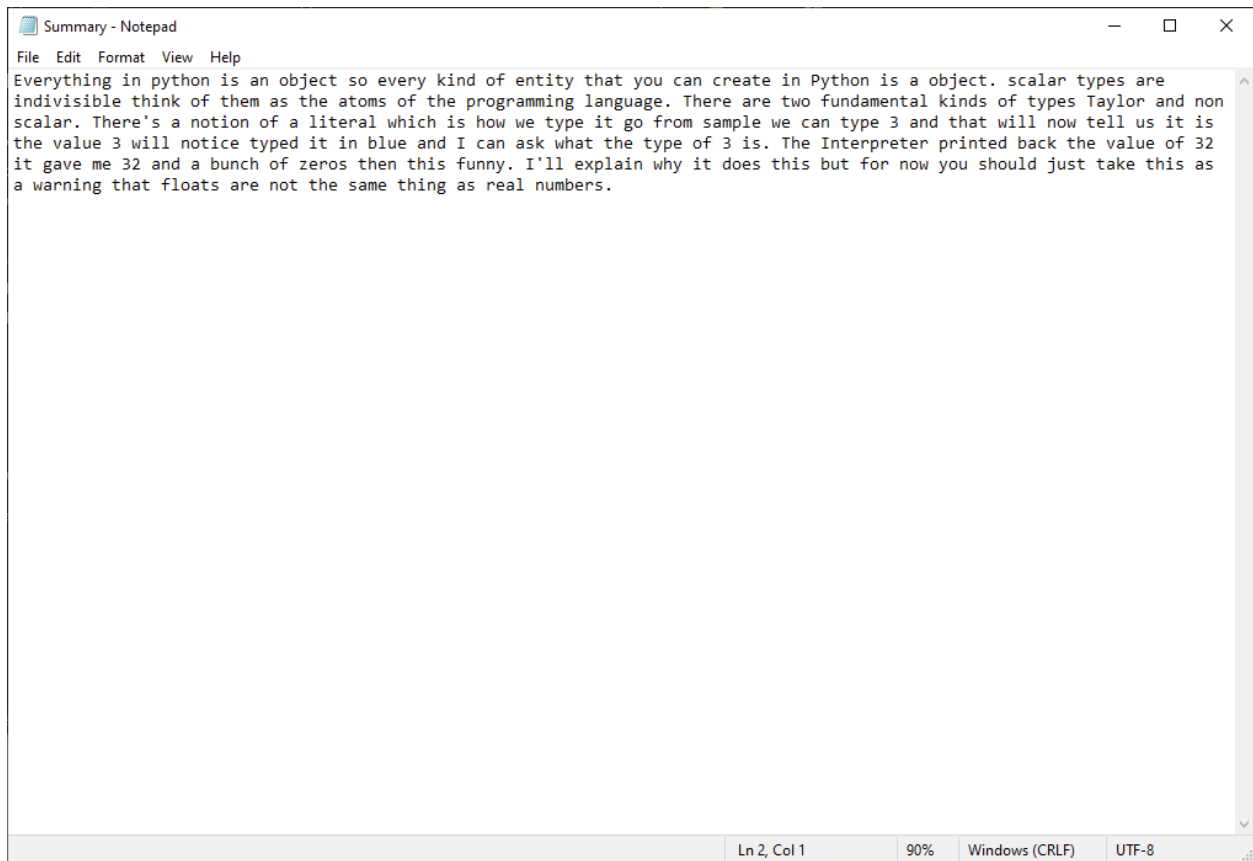 Summary - Notepad
File Edit Format View Help
Everything in python is an object so every kind of entity that you can create in Python is a object. scalar types are
indivisible think of them as the atoms of the programming language. There are two fundamental kinds of types Taylor and non
scalar. There's a notion of a literal which is how we type it go from sample we can type 3 and that will now tell us it is
the value 3 will notice typed it in blue and I can ask what the type of 3 is. The Interpreter printed back the value of 32
it gave me 32 and a bunch of zeros then this funny. I'll explain why it does this but for now you should just take this as
a warning that floats are not the same thing as real numbers.
Ln 2, Col 1 90% Windows (CRLF) UTF-8